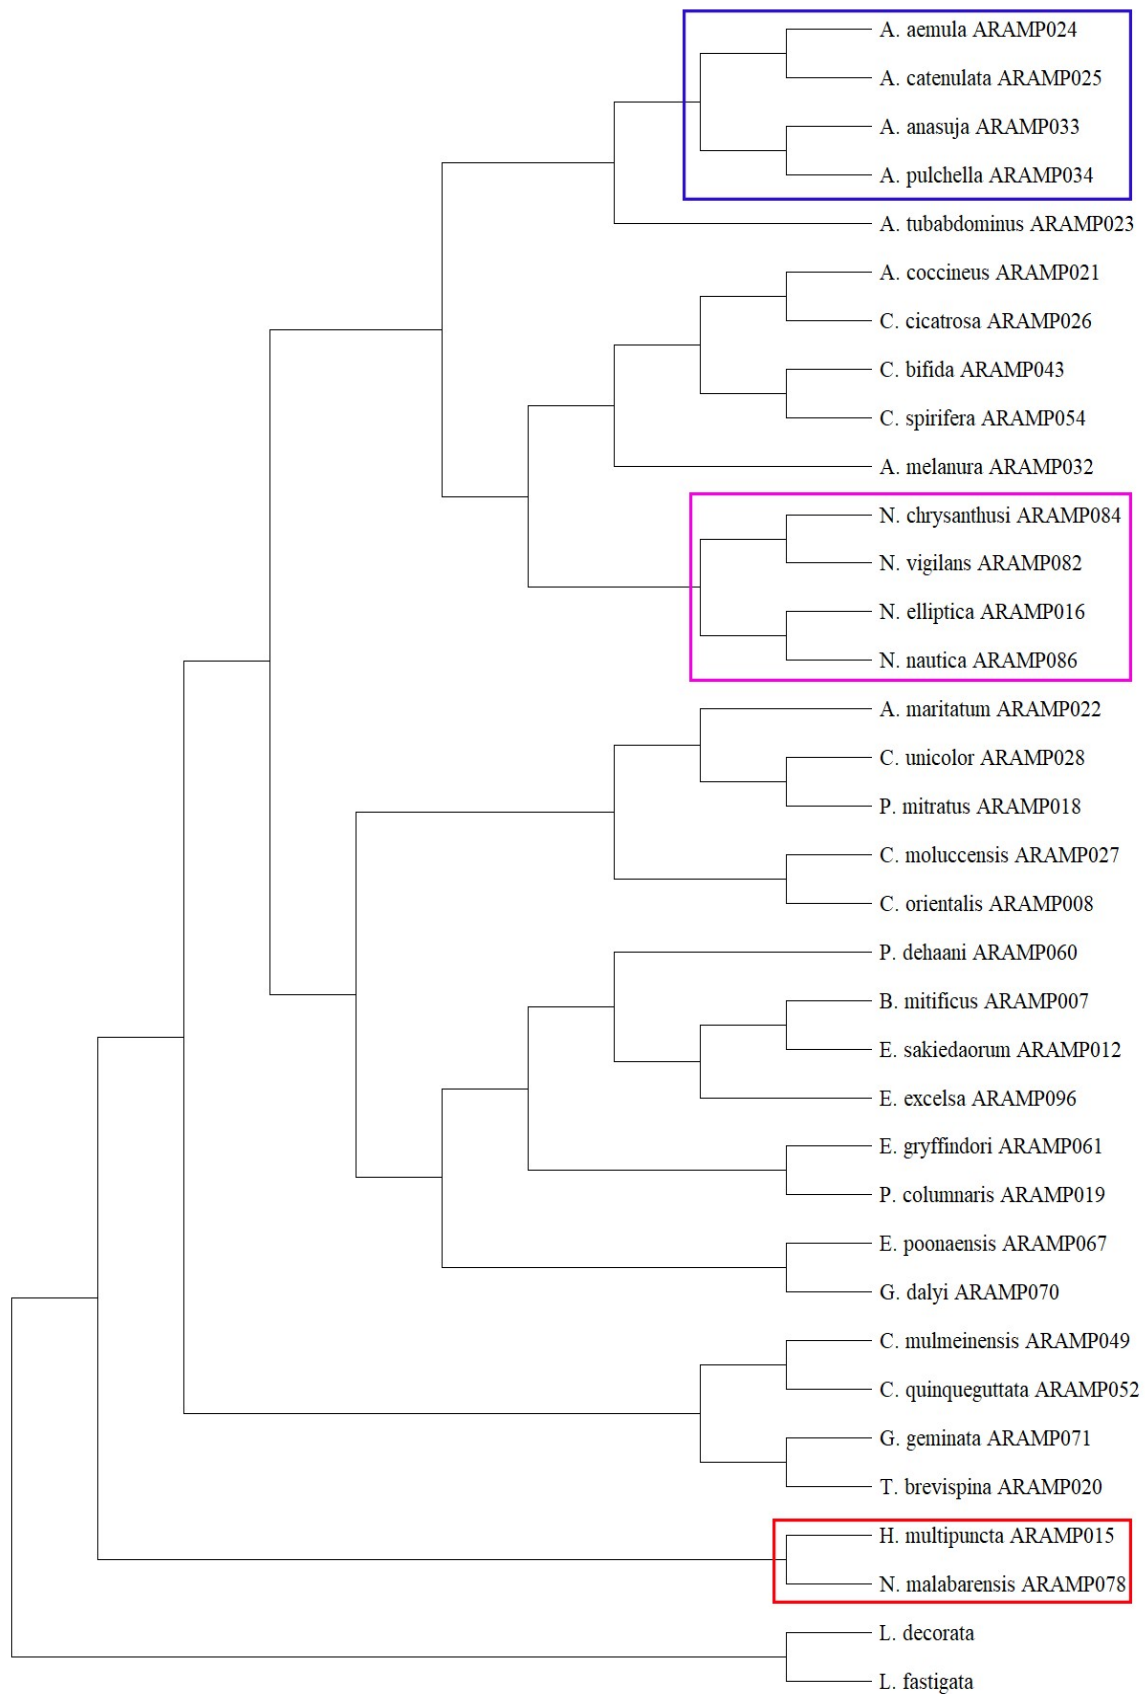 A. aemula ARAMP024
A. catenulata ARAMP025
A. anasuja ARAMP033
A. pulchella ARAMP034
A. tubabdominus ARAMP023
A. coccineus ARAMP021
C. cicatrosa ARAMP026
C. bifida ARAMP043
C. spirifera ARAMP054
A. melanura ARAMP032
N. chrysanthusi ARAMP084
N. vigilans ARAMP082
N. elliptica ARAMP016
N. nautica ARAMP086
A. maritatum ARAMP022
C. unicolor ARAMP028
P. mitratus ARAMP018
C. moluccensis ARAMP027
C. orientalis ARAMP008
P. dehaani ARAMP060
B. mitificus ARAMP007
E. sakiedaorum ARAMP012
E. excelsa ARAMP096
E. gryffindori ARAMP061
P. columnaris ARAMP019
E. poonaensis ARAMP067
G. dalyi ARAMP070
C. mulmeinensis ARAMP049
C. quinqueguttata ARAMP052
G. geminata ARAMP071
T. brevispina ARAMP020
H. multipuncta ARAMP015
N. malabarensis ARAMP078
L. decorata
L. fastigata